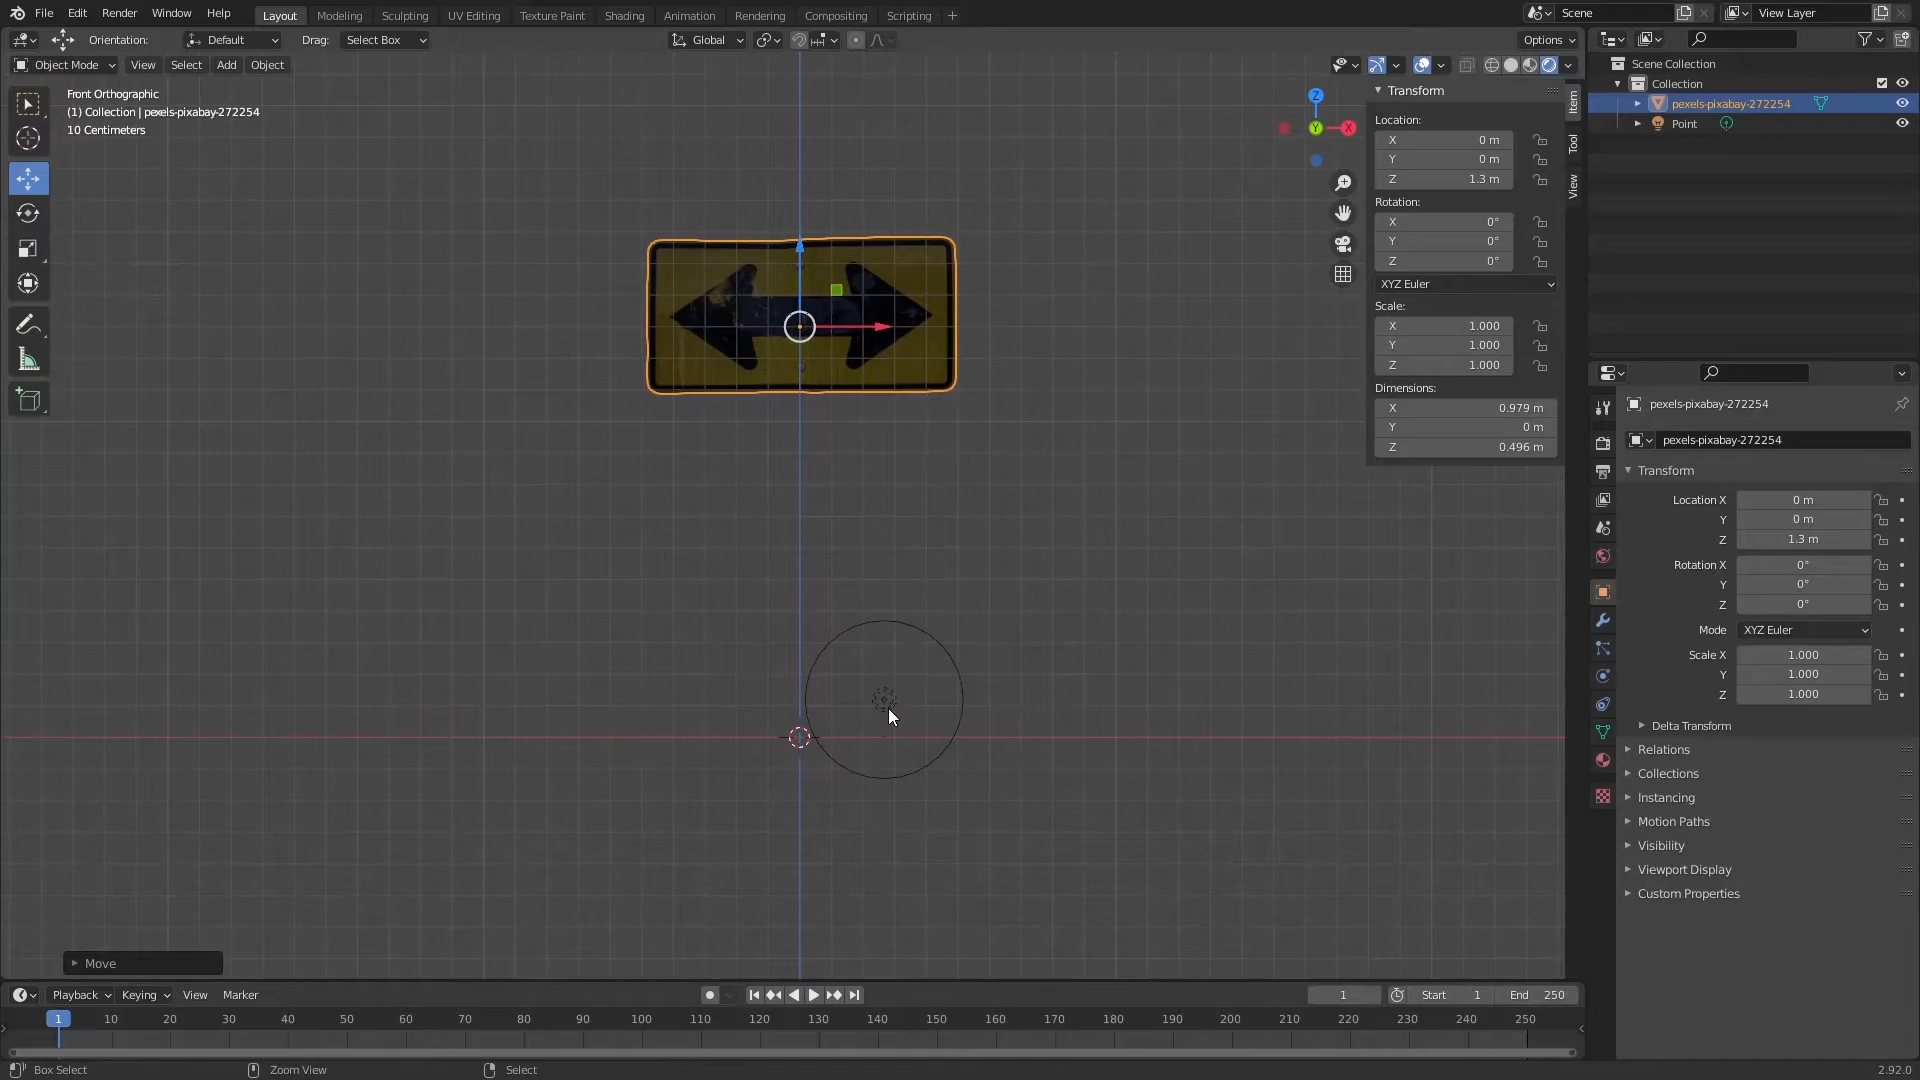 File Edit Render Window Help Layout Modeling Sculpting UV Editing Texture Paint Shading Animation Rendering Compositing Scripting + Scene View Layer
Orientation: Default Drag: Select Box Global Options
Object Mode View Select Add Object
Front Orthographic
(1) Collection | pexels-pixabay-272254
10 Centimeters
Z
Y
X
Transform
Location:
X 0 m
Y 0 m
Z 1.3 m
Rotation:
X 0°
Y 0°
Z 0°
XYZ Euler
Scale:
X 1.000
Y 1.000
Z 1.000
Dimensions:
X 0.979 m
Y 0 m
Z 0.496 m
Item
Tool
View
Scene Collection
Collection
pexels-pixabay-272254
Point
pexels-pixabay-272254
pexels-pixabay-272254
Transform
Location X 0 m
Y 0 m
Z 1.3 m
Rotation X 0°
Y 0°
Z 0°
Mode XYZ Euler
Scale X 1.000
Y 1.000
Z 1.000
Delta Transform
Relations
Collections
Instancing
Motion Paths
Visibility
Viewport Display
Custom Properties
Move
Playback Keying View Marker 1 Start 1 End 250
1 10 20 30 40 50 60 70 80 90 100 110 120 130 140 150 160 170 180 190 200 210 220 230 240 250
Box Select Zoom View Select 2.92.0